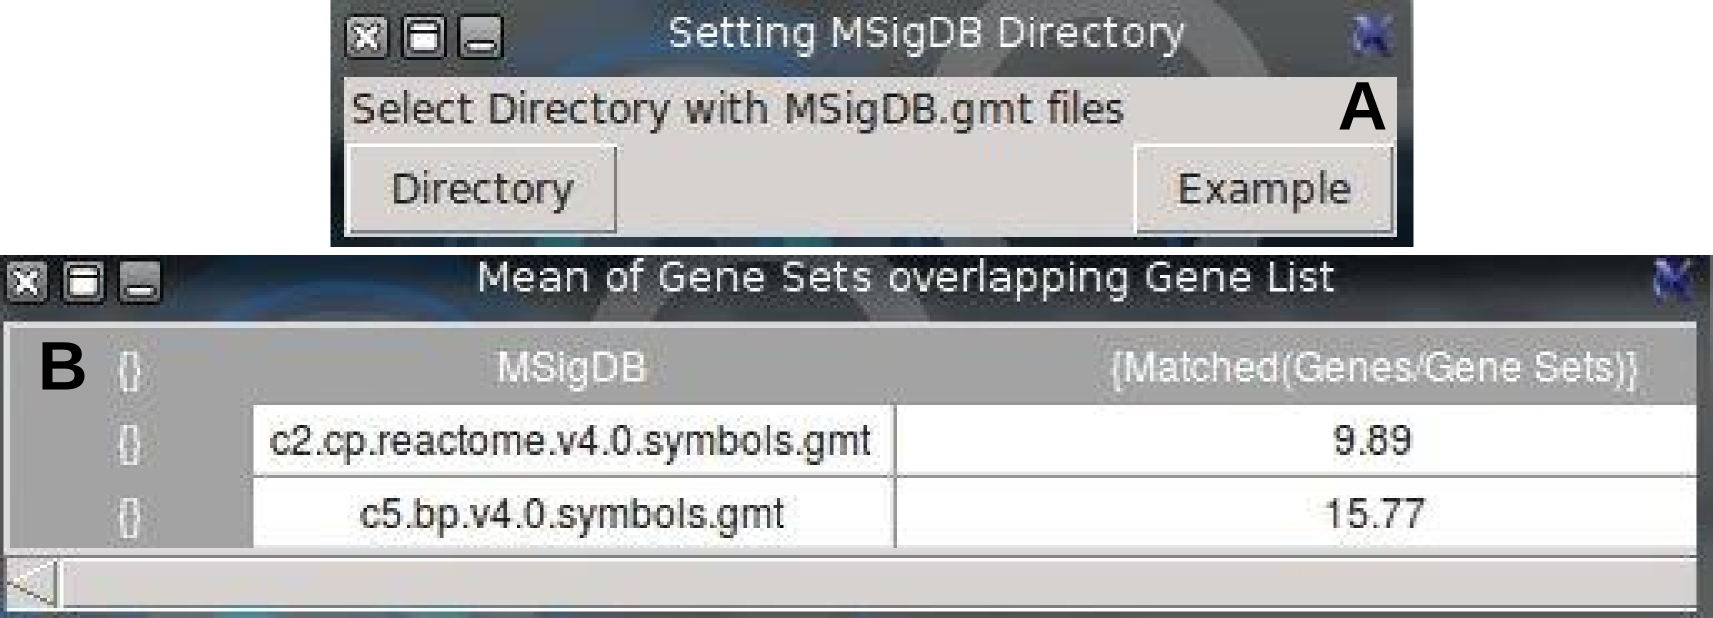 Setting MSigDB Directory
Select Directory with MSigDB.gmt files A
Directory Example
Mean of Gene Sets overlapping Gene List
B {} MSigDB {Matched(Genes/Gene Sets)}
{} c2.cp.reactome.v4.0.symbols.gmt 9.89
{} c5.bp.v4.0.symbols.gmt 15.77